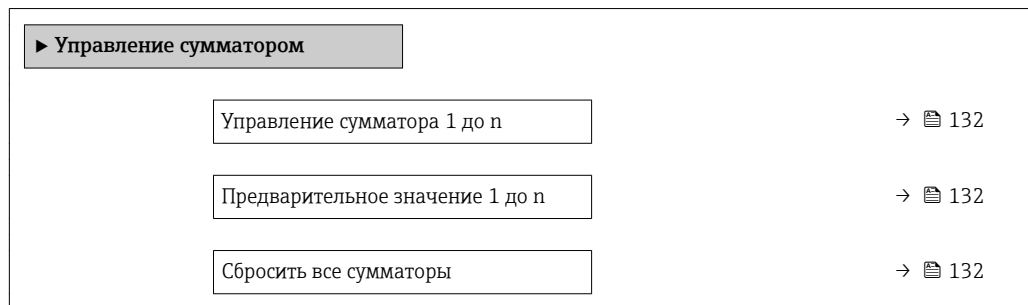 ► Управление сумматором
Управление сумматора 1 до n → 132
Предварительное значение 1 до n → 132
Сбросить все сумматоры → 132